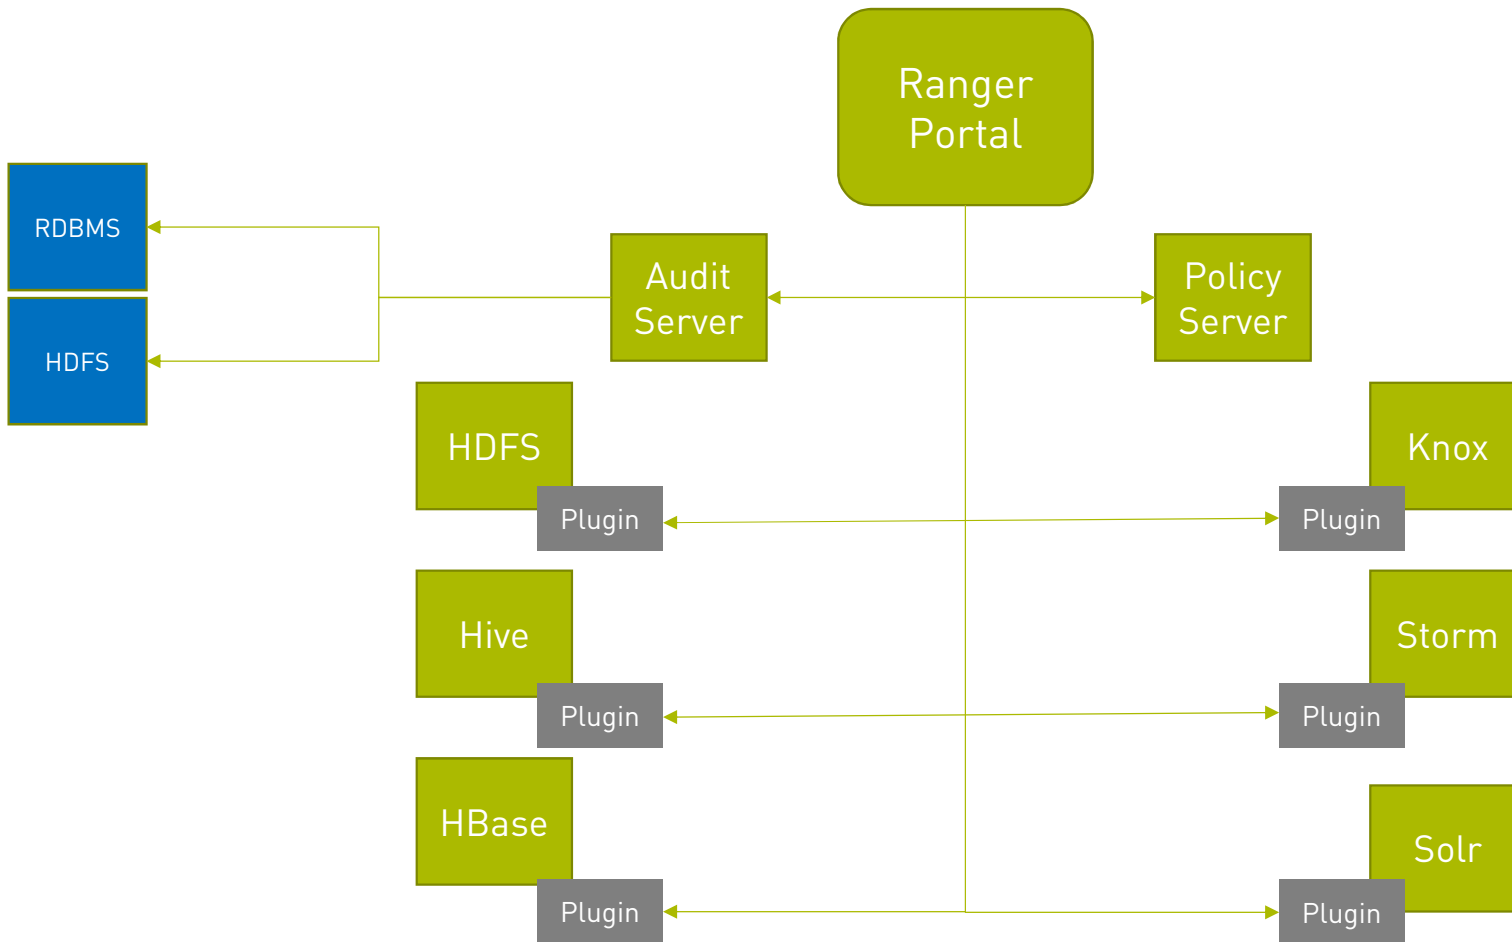 Ranger
Portal
RDBMS
Audit
Server
Policy
Server
HDFS
HDFS
Knox
Plugin
Plugin
Hive
Storm
Plugin
Plugin
HBase
Solr
Plugin
Plugin